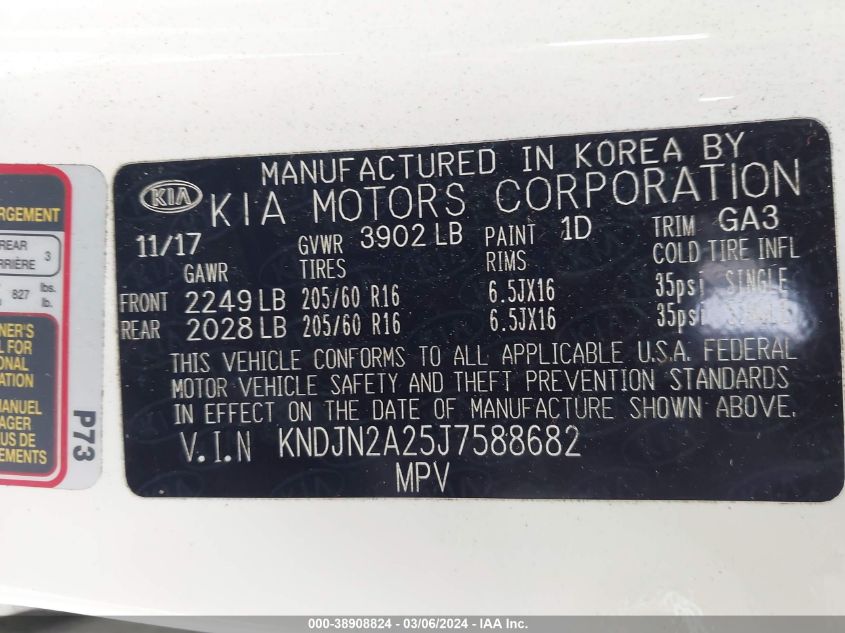 MANUFACTURED IN KOREA BY
KIA KIA MOTORS CORPORATION
11/17 GVWR 3902 LB PAINT 1D TRIM GA3
GAWR TIRES RIMS COLD TIRE INFL
FRONT 2249 LB 205/60 R16 6.5JX16 35psi SINGLE
REAR 2028 LB 205/60 R16 6.5JX16 35psi SINGLE
THIS VEHICLE CONFORMS TO ALL APPLICABLE U.S.A. FEDERAL
MOTOR VEHICLE SAFETY AND THEFT PREVENTION STANDARDS
IN EFFECT ON THE DATE OF MANUFACTURE SHOWN ABOVE.
V.I.N KNDJN2A25J7588682
MPV
RGEMENT
REAR
RRIÈRE 3
827 lbs.
lb.
NER'S
L FOR
ONAL
ATION
MANUEL
AGER
US DE
EMENTS
P73
000-38908824 - 03/06/2024 - IAA Inc.